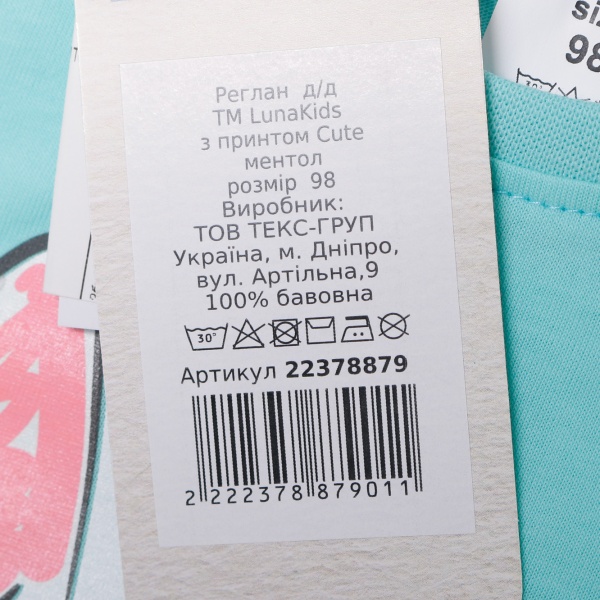 Реглан д/д
ТМ LunaKids
з принтом Cute
ментол
розмір 98
Виробник:
ТОВ ТЕКС-ГРУП
Україна, м. Дніпро,
вул. Артільна,9
100% бавовна
30°
Артикул 22378879
2 222378 879011
98